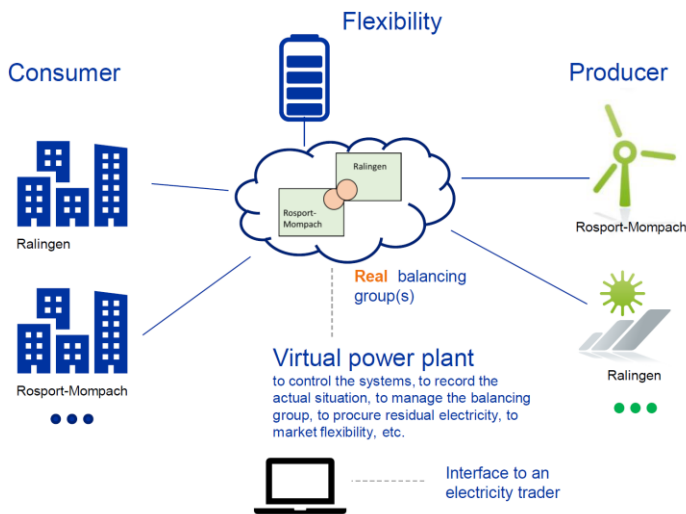 Flexibility
Consumer
Producer
Ralingen
Rosport-
Mompach
Ralingen
Rosport-Mompach
Real balancing
group(s)
Rosport-Mompach
Ralingen
Virtual power plant
to control the systems, to record the
actual situation, to manage the balancing
group, to procure residual electricity, to
market flexibility, etc.
Interface to an
electricity trader